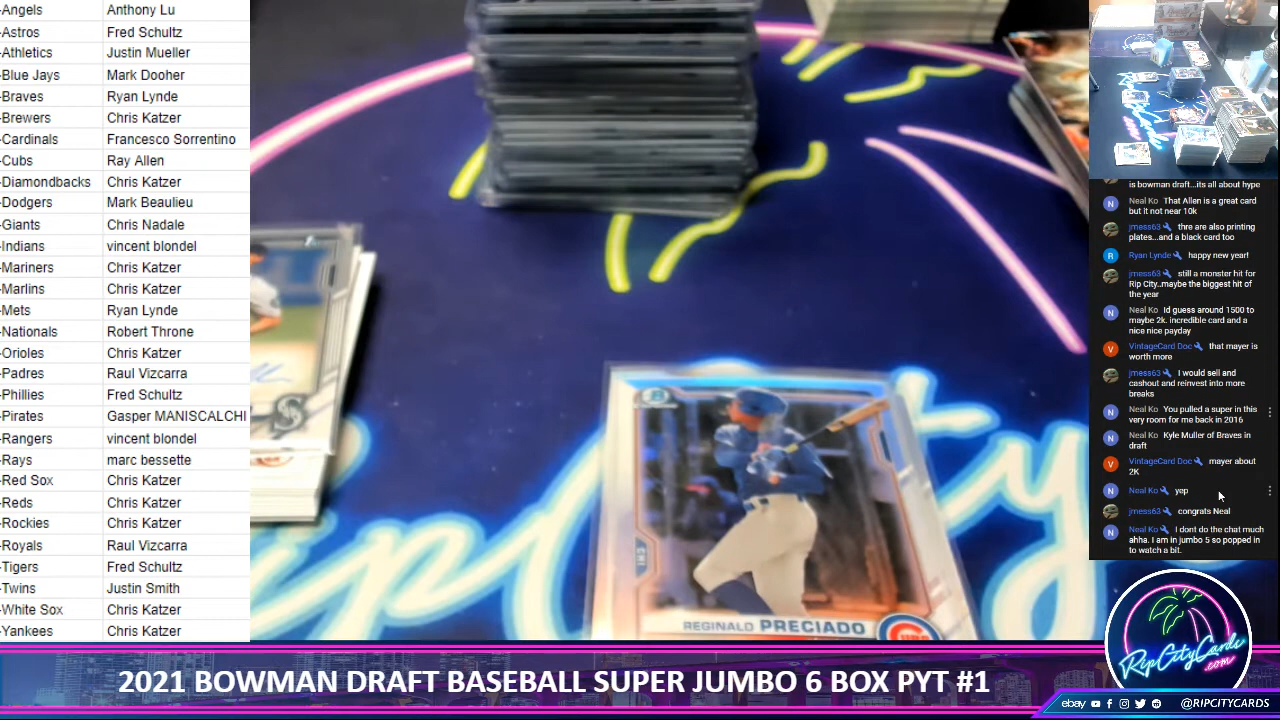 -Angels Anthony Lu
-Astros Fred Schultz
-Athletics Justin Mueller
-Blue Jays Mark Dooher
-Braves Ryan Lynde
-Brewers Chris Katzer
-Cardinals Francesco Sorrentino
-Cubs Ray Allen
-Diamondbacks Chris Katzer
-Dodgers Mark Beaulieu
-Giants Chris Nadale
-Indians vincent blondel
-Mariners Chris Katzer
-Marlins Chris Katzer
-Mets Ryan Lynde
-Nationals Robert Throne
-Orioles Chris Katzer
-Padres Raul Vizcarra
-Phillies Fred Schultz
-Pirates Gasper MANISCALCHI
-Rangers vincent blondel
-Rays marc bessette
-Red Sox Chris Katzer
-Reds Chris Katzer
-Rockies Chris Katzer
-Royals Raul Vizcarra
-Tigers Fred Schultz
-Twins Justin Smith
-White Sox Chris Katzer
-Yankees Chris Katzer
B
CHI
REGINALD PRECIADO
CUBS
S
is bowman draft...its all about hype
N Neal Ko That Allen is a great card
but it not near 10k
jmess63 thre are also printing
plates...and a black card too
R Ryan Lynde happy new year!
jmess63 still a monster hit for
Rip City..maybe the biggest hit of
the year
N Neal Ko Id guess around 1500 to
maybe 2k. incredible card and a
nice nice payday
V VintageCard Doc that mayer is
worth more
jmess63 I would sell and
cashout and reinvest into more
breaks
N Neal Ko You pulled a super in this
very room for me back in 2016
N Neal Ko Kyle Muller of Braves in
draft
V VintageCard Doc mayer about
2K
N Neal Ko yep
jmess63 congrats Neal
N Neal Ko I dont do the chat much
ahha. I am in jumbo 5 so popped in
to watch a bit.
RipCityCards
.com
2021 BOWMAN DRAFT BASEBALL SUPER JUMBO 6 BOX PYT #1
ebay @RIPCITYCARDS